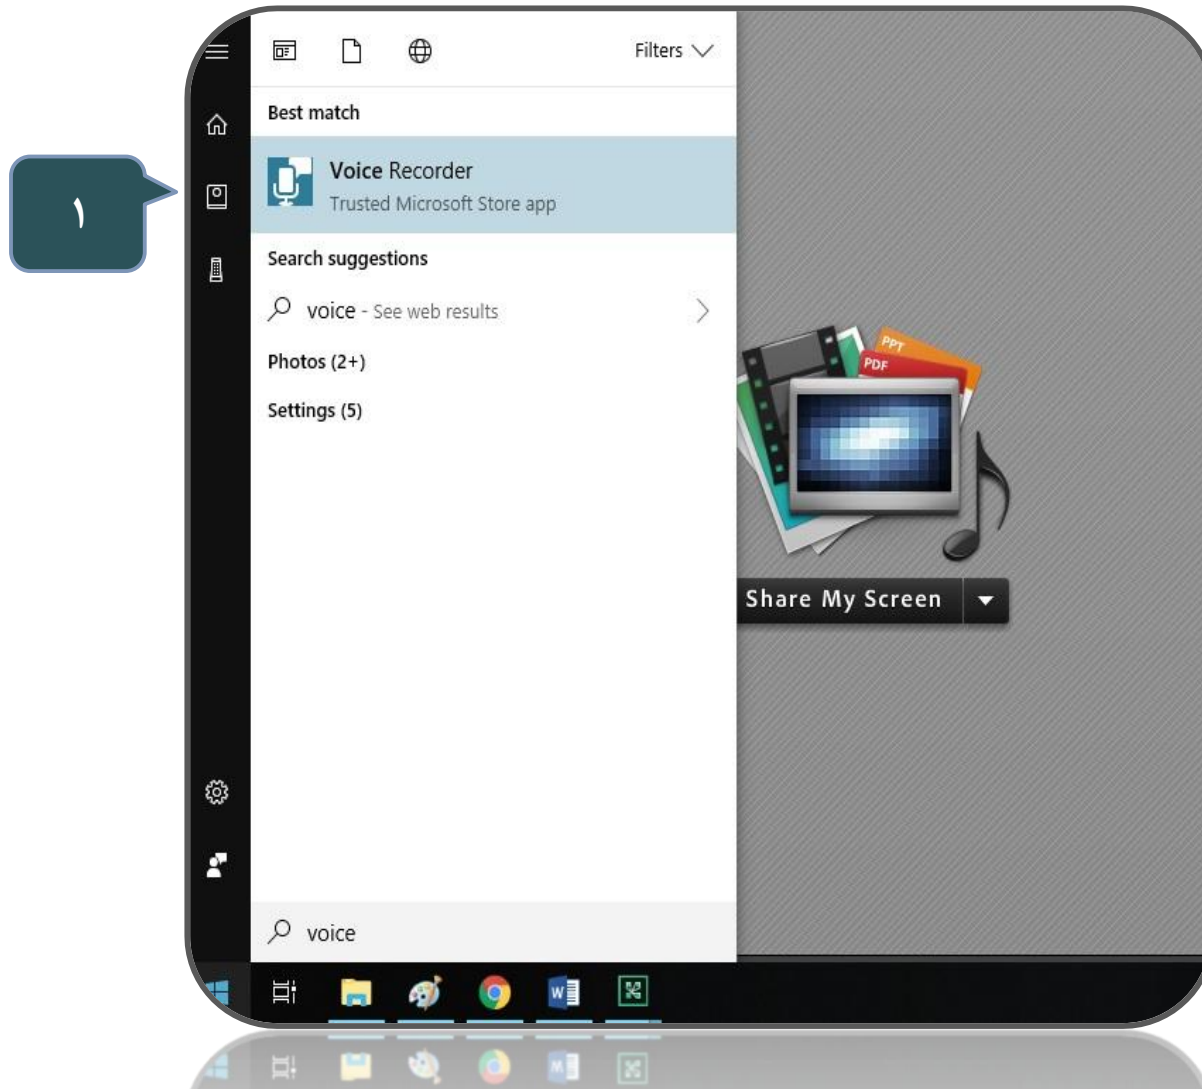 Filters
Best match
Voice Recorder
Trusted Microsoft Store app
١
Search suggestions
voice - See web results
Photos (2+)
Settings (5)
PPT
PDF
Share My Screen
voice
W